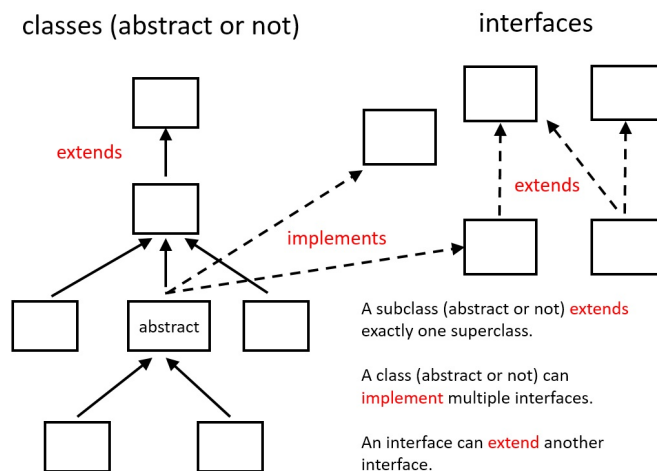 classes (abstract or not)
interfaces
extends
extends
implements
abstract
A subclass (abstract or not) extends
exactly one superclass.
A class (abstract or not) can
implement multiple interfaces.
An interface can extend another
interface.